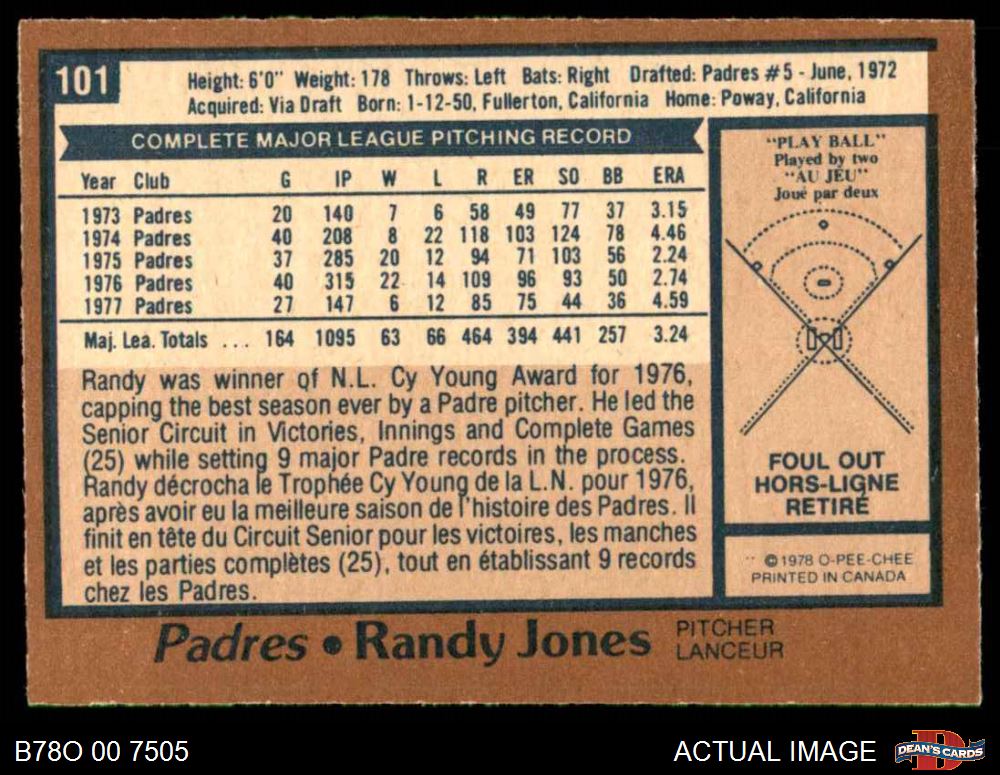 101
Height: 6'0" Weight: 178 Throws: Left Bats: Right Drafted: Padres #5 - June, 1972
Acquired: Via Draft Born: 1-12-50, Fullerton, California Home: Poway, California
COMPLETE MAJOR LEAGUE PITCHING RECORD
Year Club G IP W L R ER SO BB ERA
1973 Padres 20 140 7 6 58 49 77 37 3.15
1974 Padres 40 208 8 22 118 103 124 78 4.46
1975 Padres 37 285 20 12 94 71 103 56 2.24
1976 Padres 40 315 22 14 109 96 93 50 2.74
1977 Padres 27 147 6 12 85 75 44 36 4.59
Maj. Lea. Totals ... 164 1095 63 66 464 394 441 257 3.24
Randy was winner of N.L. Cy Young Award for 1976,
capping the best season ever by a Padre pitcher. He led the
Senior Circuit in Victories, Innings and Complete Games
(25) while setting 9 major Padre records in the process.
Randy décrocha le Trophée Cy Young de la L.N. pour 1976,
après avoir eu la meilleure saison de l'histoire des Padres. Il
finit en tête du Circuit Senior pour les victoires, les manches
et les parties complètes (25), tout en établissant 9 records
chez les Padres.
"PLAY BALL"
Played by two
"AU JEU"
Joué par deux
FOUL OUT
HORS-LIGNE
RETIRÉ
©1978 O-PEE-CHEE
PRINTED IN CANADA
Padres • Randy Jones
PITCHER
LANCEUR
B78O 00 7505
ACTUAL IMAGE
D
DEAN'S CARDS